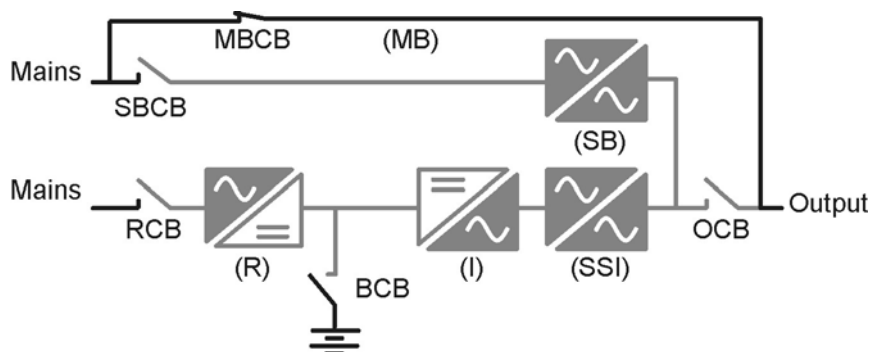 MBCB (MB)
Mains
SBCB
(SB)
Mains
Output
RCB
OCB
(R)
(I)
(SSI)
BCB